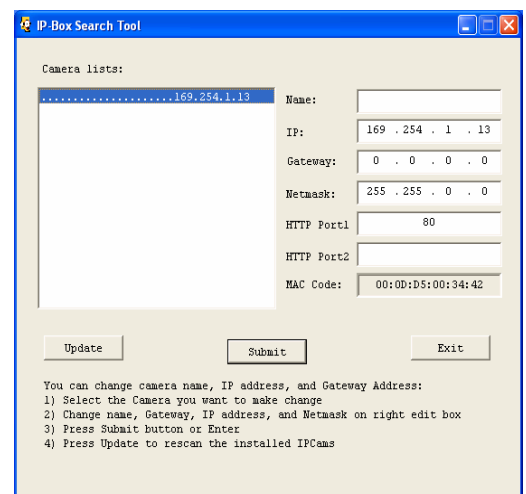 IP-Box Search Tool
Camera lists:
.....................169.254.1.13
Name:
IP: 169 . 254 . 1 . 13
Gateway: 0 . 0 . 0 . 0
Netmask: 255 . 255 . 0 . 0
HTTP Port1 80
HTTP Port2
MAC Code: 00:0D:D5:00:34:42
Update Submit Exit
You can change camera name, IP address, and Gateway Address:
1) Select the Camera you want to make change
2) Change name, Gateway, IP address, and Netmask on right edit box
3) Press Submit button or Enter
4) Press Update to rescan the installed IPCams